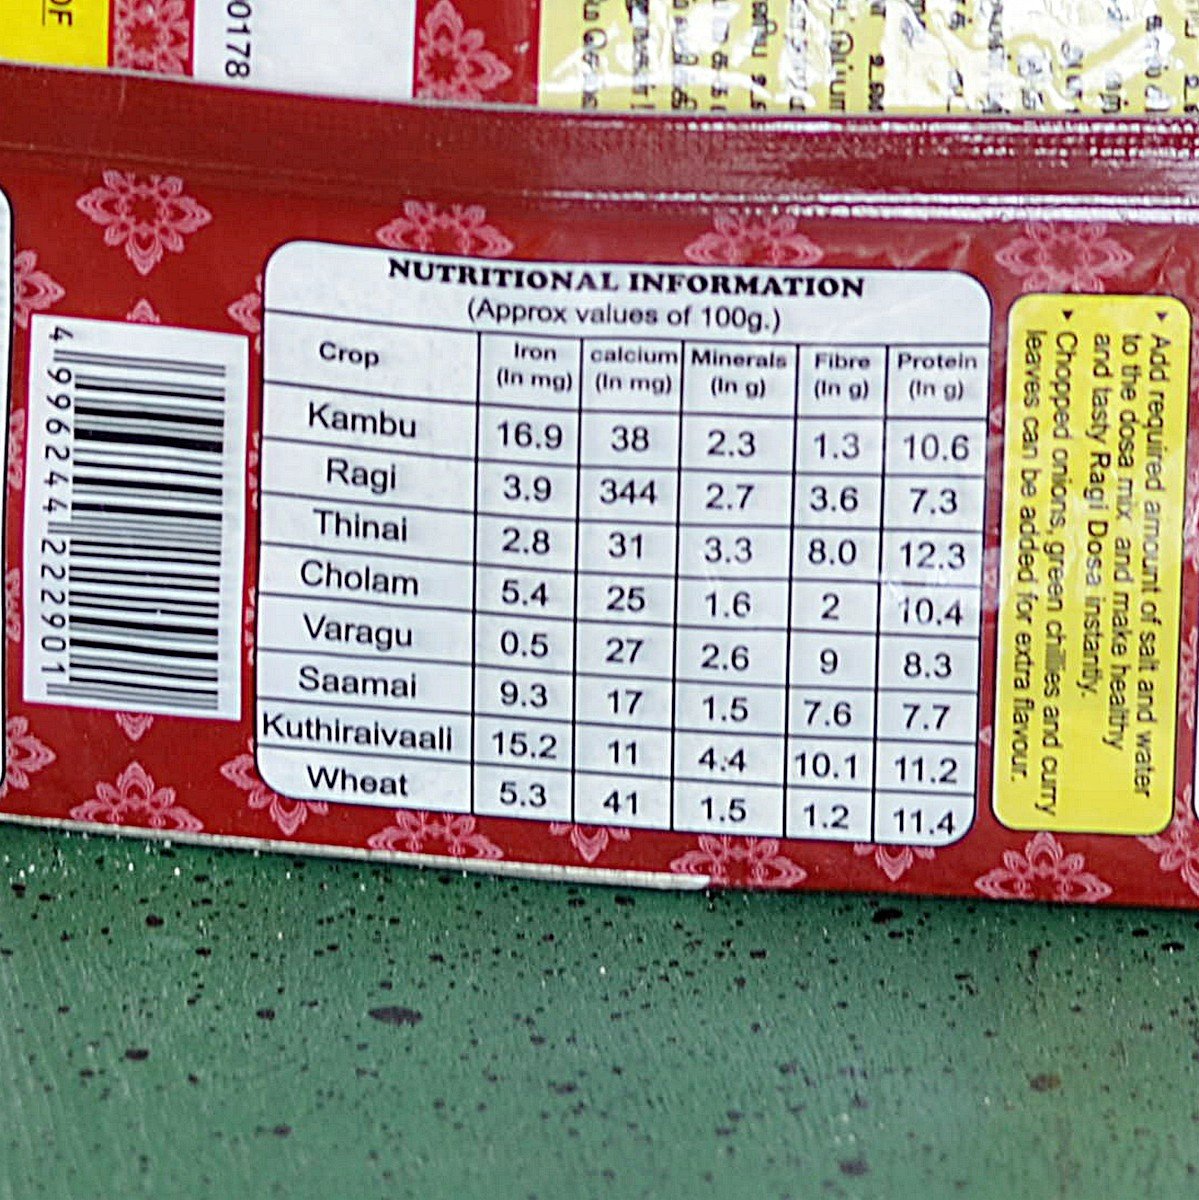 OF
0178
NUTRITIONAL INFORMATION
(Approx values of 100g.)
Crop Iron (In mg) calcium (In mg) Minerals (In g) Fibre (In g) Protein (In g)
Kambu 16.9 38 2.3 1.3 10.6
Ragi 3.9 344 2.7 3.6 7.3
Thinai 2.8 31 3.3 8.0 12.3
Cholam 5.4 25 1.6 2 10.4
Varagu 0.5 27 2.6 9 8.3
Saamai 9.3 17 1.5 7.6 7.7
Kuthiraivaali 15.2 11 4.4 10.1 11.2
Wheat 5.3 41 1.5 1.2 11.4
4 996244 222901
Add required amount of salt and water
to the dosa mix and make healthy
and tasty Ragi Dosa instantly.
Chopped onions, green chillies and curry
leaves can be added for extra flavour.